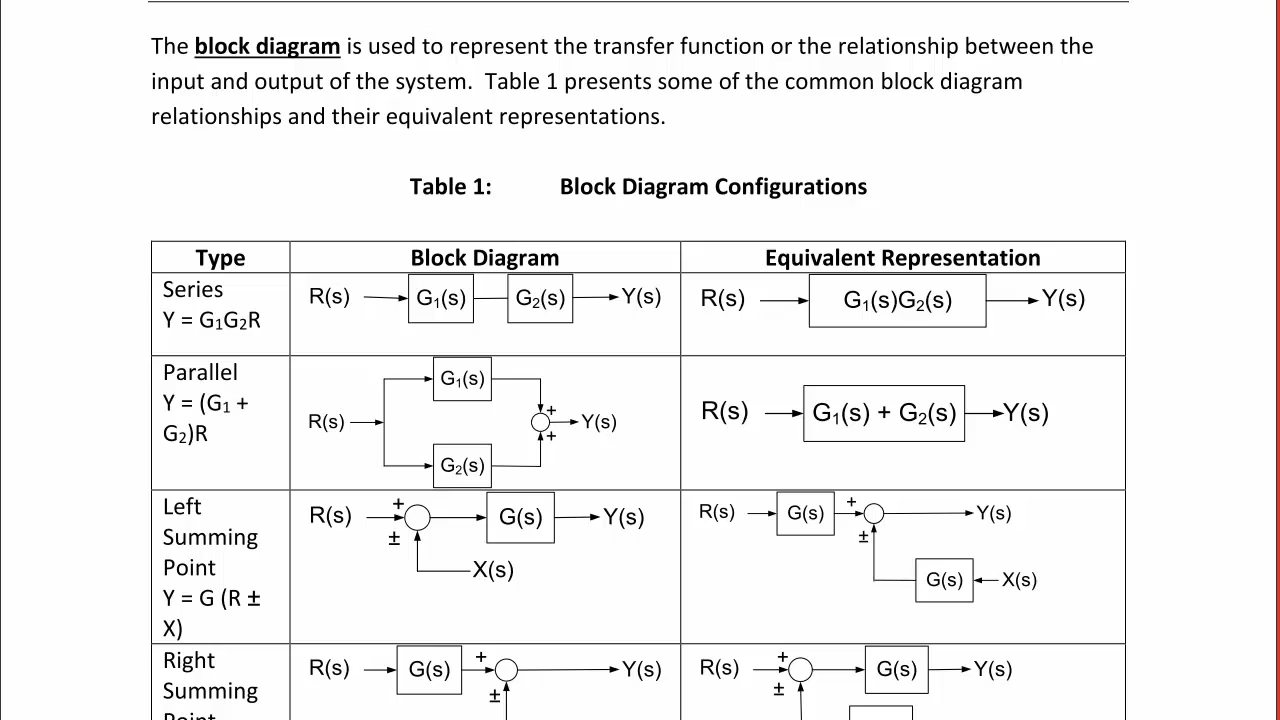 The block diagram is used to represent the transfer function or the relationship between the
input and output of the system.  Table 1 presents some of the common block diagram
relationships and their equivalent representations.
Table 1: Block Diagram Configurations
Type Block Diagram Equivalent Representation
Series
Y = G1G2R
R(s) G1(s) G2(s) Y(s)
R(s) G1(s)G2(s) Y(s)
Parallel
Y = (G1 +
G2)R
G1(s)
R(s) + + Y(s)
G2(s)
R(s) G1(s) + G2(s) Y(s)
Left
Summing
Point
Y = G (R ±
X)
R(s) + ± G(s) Y(s)
X(s)
R(s) G(s) + ± Y(s)
G(s) X(s)
Right
Summing
Point
R(s) G(s) + ± Y(s)
R(s) + ± G(s) Y(s)